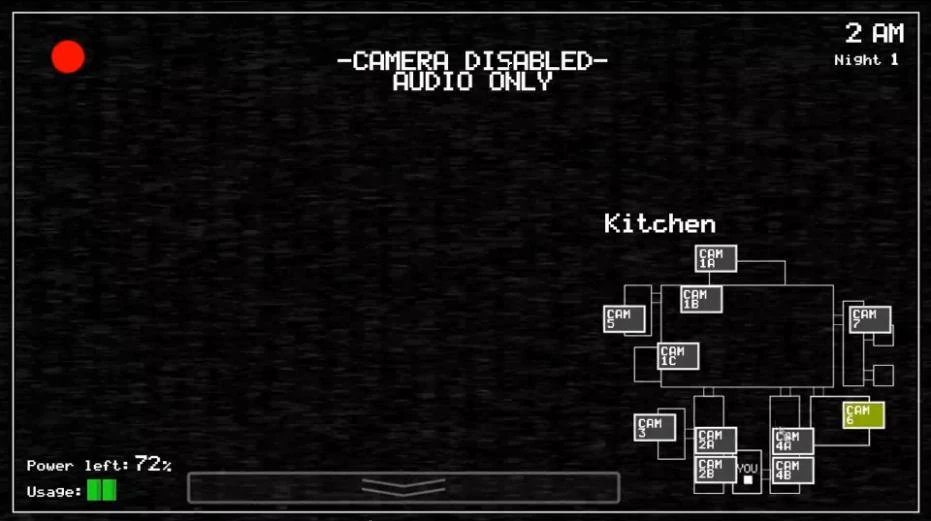 -CAMERA DISABLED-
AUDIO ONLY
2 AM
Night 1
Kitchen
CAM
1A
CAM
1B
CAM
5
CAM
7
CAM
1C
CAM
6
CAM
3
CAM
2A
CAM
4A
CAM
2B
YOU
CAM
4B
Power left: 72%
Usage: